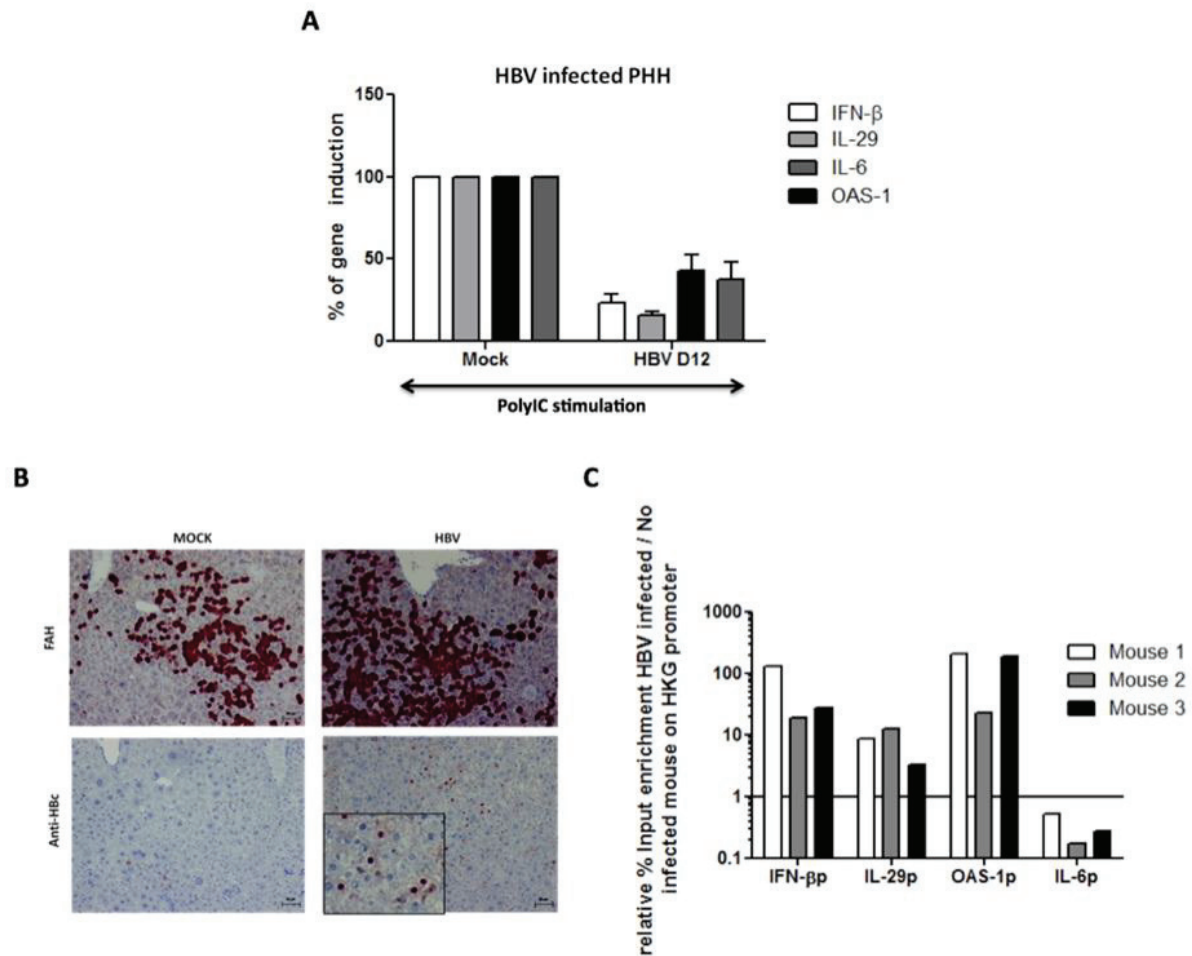 A
HBV infected PHH
% of gene induction
150
100
50
0
Mock
HBV D12
PolyIC stimulation
IFN-β
IL-29
IL-6
OAS-1
B
MOCK
HBV
FAH
Anti-HBc
C
relative % Input enrichment HBV infected / No
infected mouse on HKG promoter
1000
100
10
1
0.1
IFN-βp
IL-29p
OAS-1p
IL-6p
Mouse 1
Mouse 2
Mouse 3